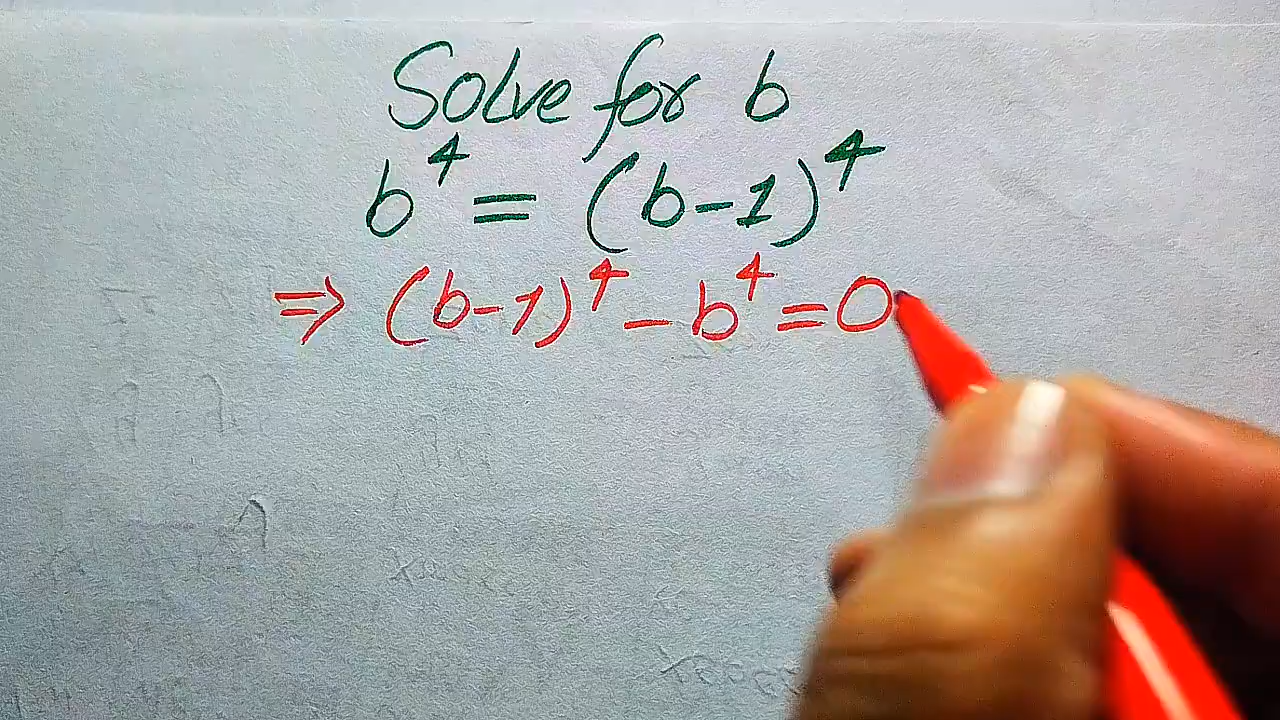 Solve for b
b⁴ = (b-1)⁴
⇒ (b-1)⁴ - b⁴ = 0